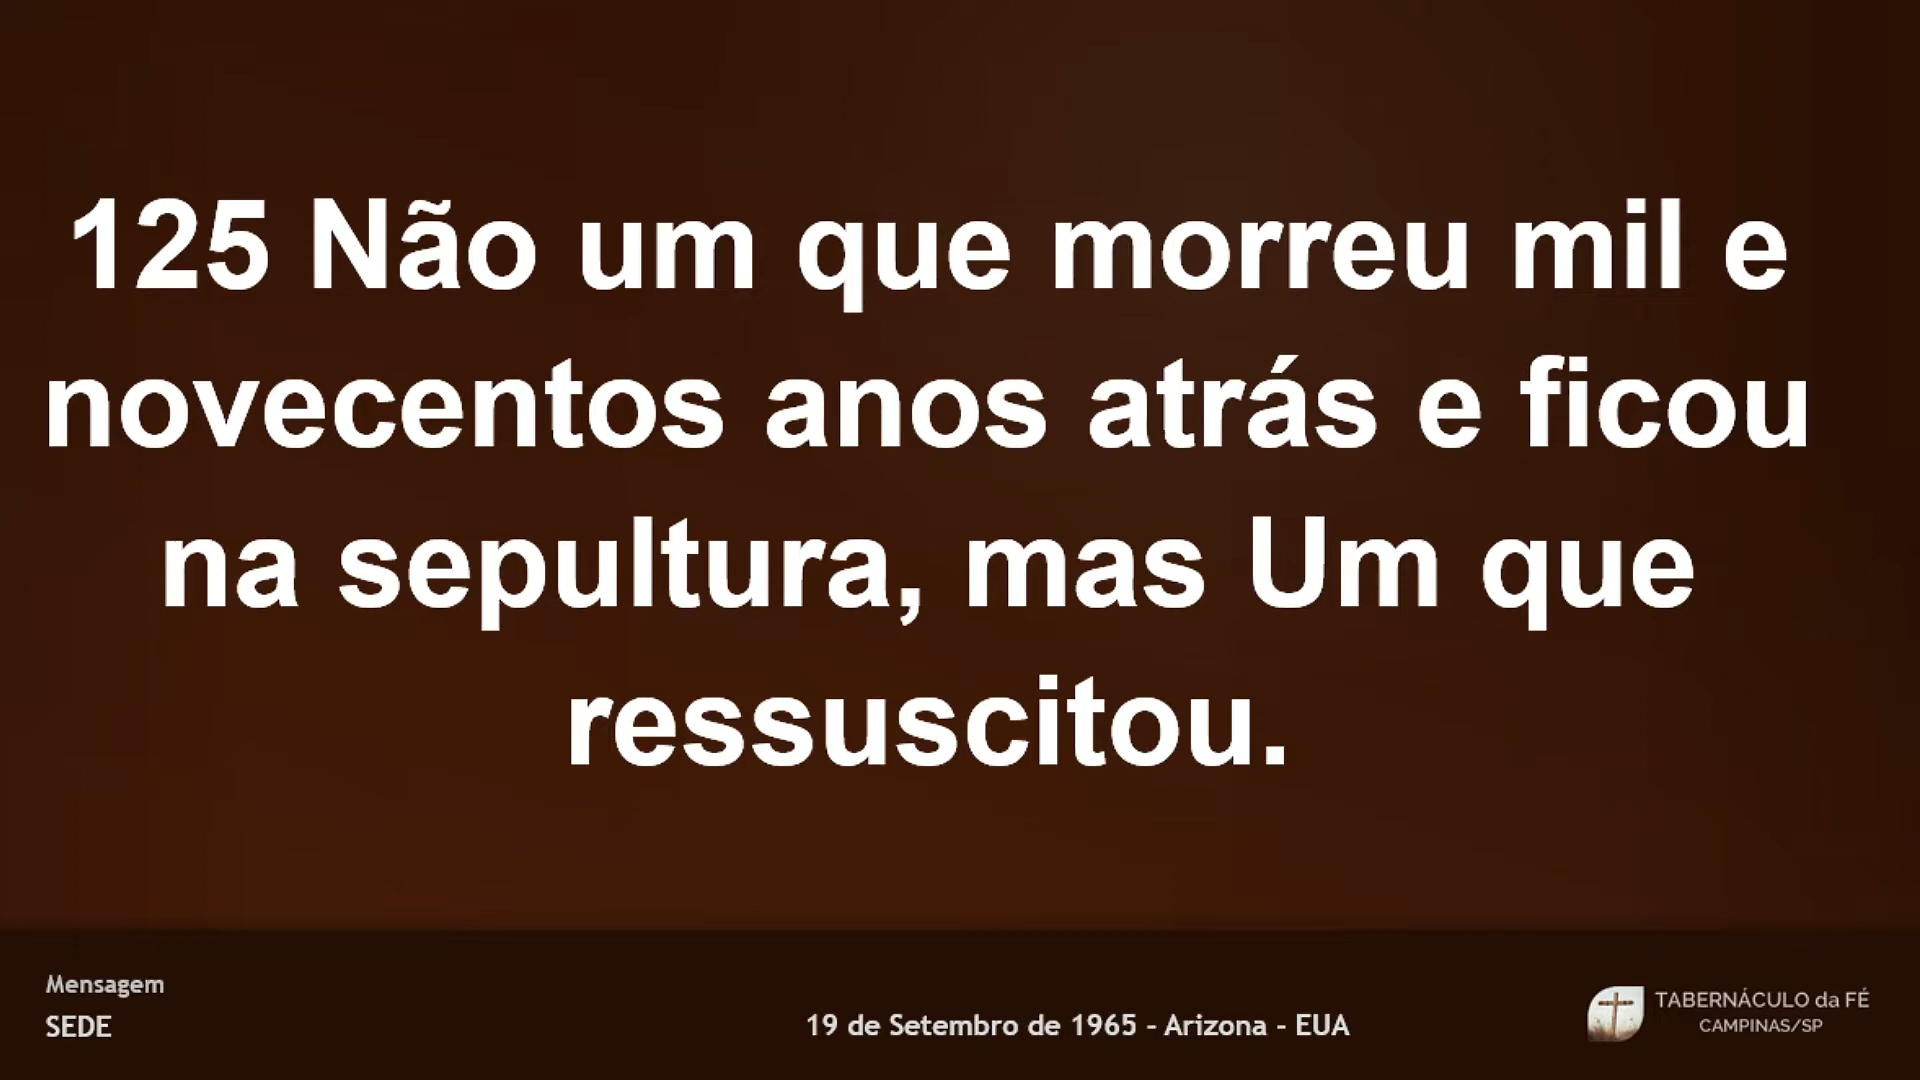 125 Não um que morreu mil e
novecentos anos atrás e ficou
na sepultura, mas Um que
ressuscitou.
Mensagem
SEDE
19 de Setembro de 1965 - Arizona - EUA
TABERNÁCULO da FÉ
CAMPINAS/SP